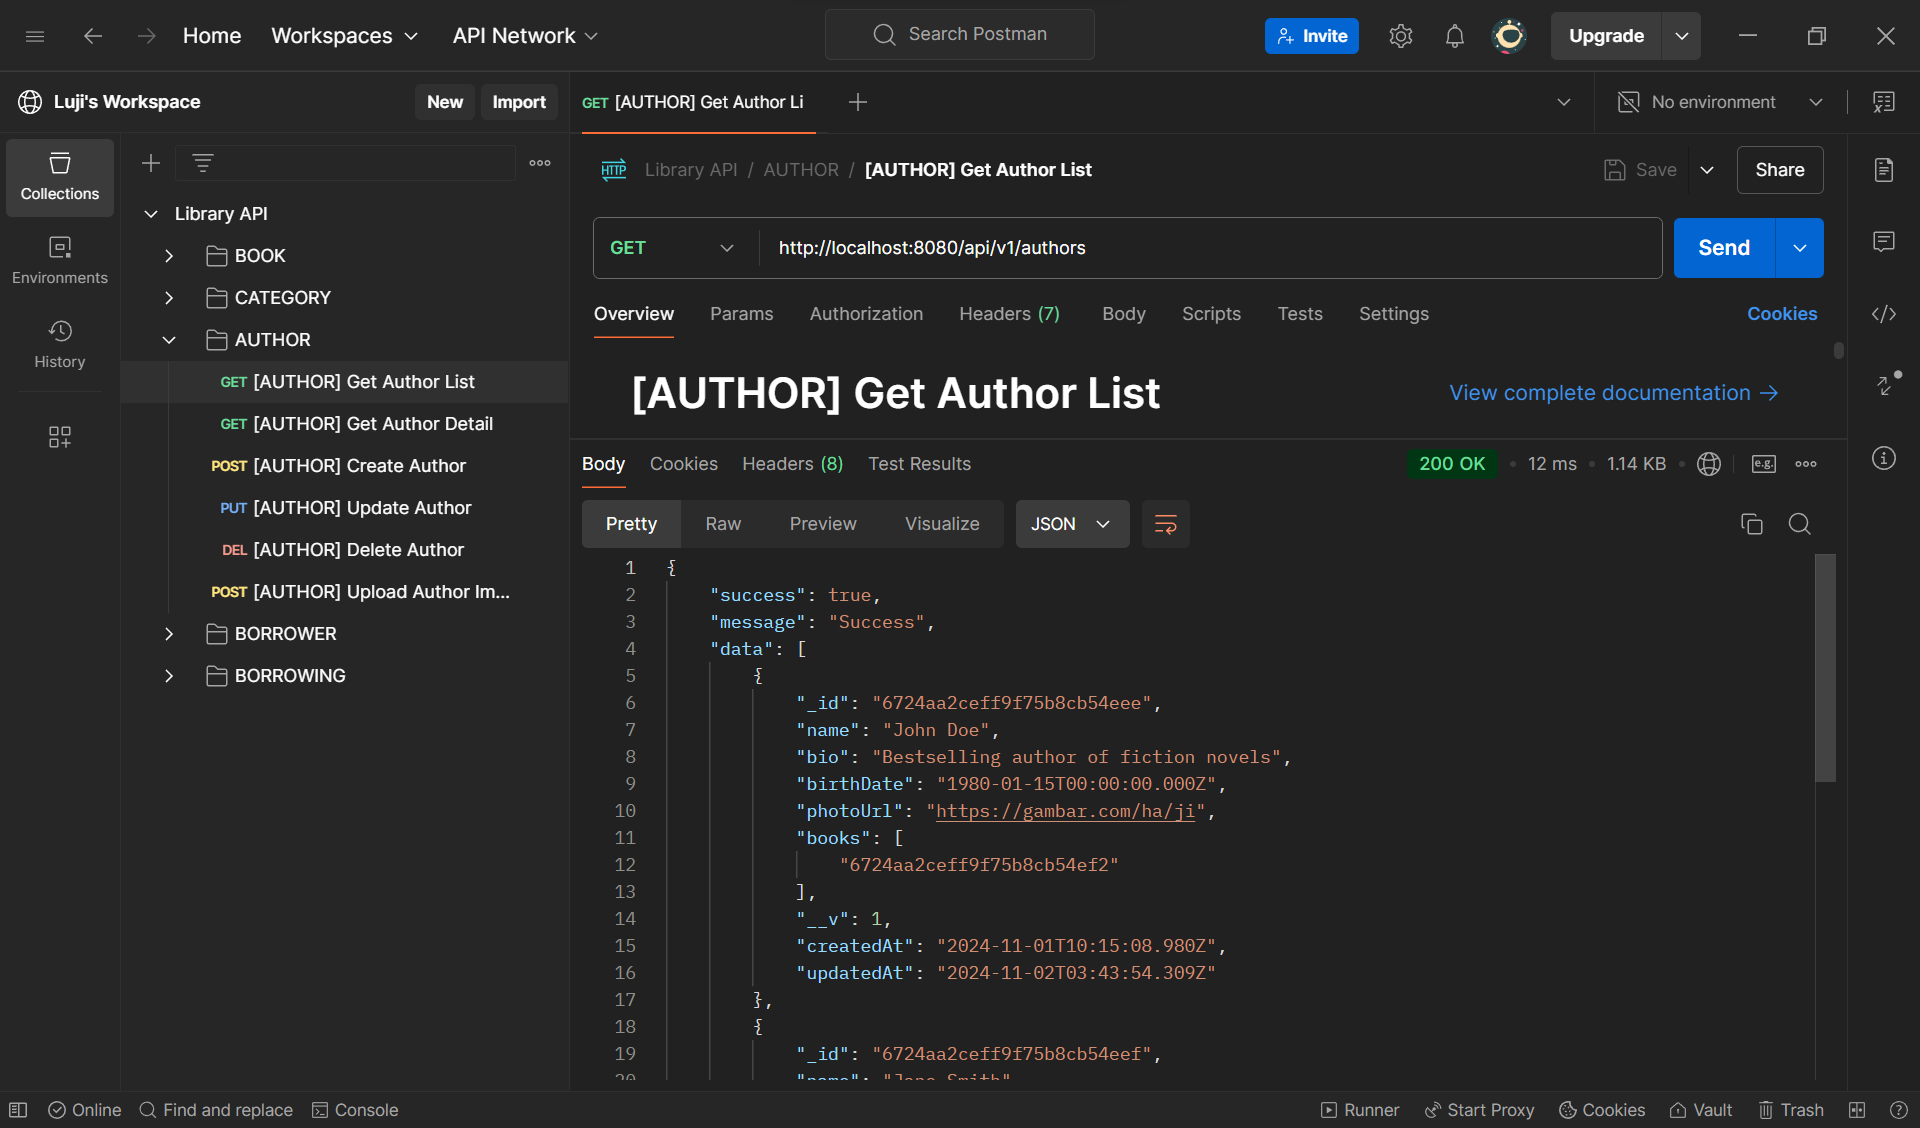 Home Workspaces API Network Search Postman Invite Upgrade
Luji's Workspace New Import GET [AUTHOR] Get Author Li No environment
Collections
Environments
History
Library API
BOOK
CATEGORY
AUTHOR
GET [AUTHOR] Get Author List
GET [AUTHOR] Get Author Detail
POST [AUTHOR] Create Author
PUT [AUTHOR] Update Author
DEL [AUTHOR] Delete Author
POST [AUTHOR] Upload Author Im...
BORROWER
BORROWING
HTTP Library API / AUTHOR / [AUTHOR] Get Author List Save Share
GET http://localhost:8080/api/v1/authors Send
Overview Params Authorization Headers (7) Body Scripts Tests Settings Cookies
[AUTHOR] Get Author List View complete documentation →
Body Cookies Headers (8) Test Results 200 OK 12 ms 1.14 KB e.g.
Pretty Raw Preview Visualize JSON
1 {
2 "success": true,
3 "message": "Success",
4 "data": [
5 {
6 "_id": "6724aa2ceff9f75b8cb54eee",
7 "name": "John Doe",
8 "bio": "Bestselling author of fiction novels",
9 "birthDate": "1980-01-15T00:00:00.000Z",
10 "photoUrl": "https://gambar.com/ha/ji",
11 "books": [
12 "6724aa2ceff9f75b8cb54ef2"
13 ],
14 "__v": 1,
15 "createdAt": "2024-11-01T10:15:08.980Z",
16 "updatedAt": "2024-11-02T03:43:54.309Z"
17 },
18 {
19 "_id": "6724aa2ceff9f75b8cb54eef",
20 "name": "Jane Smith"
Online Find and replace Console Runner Start Proxy Cookies Vault Trash